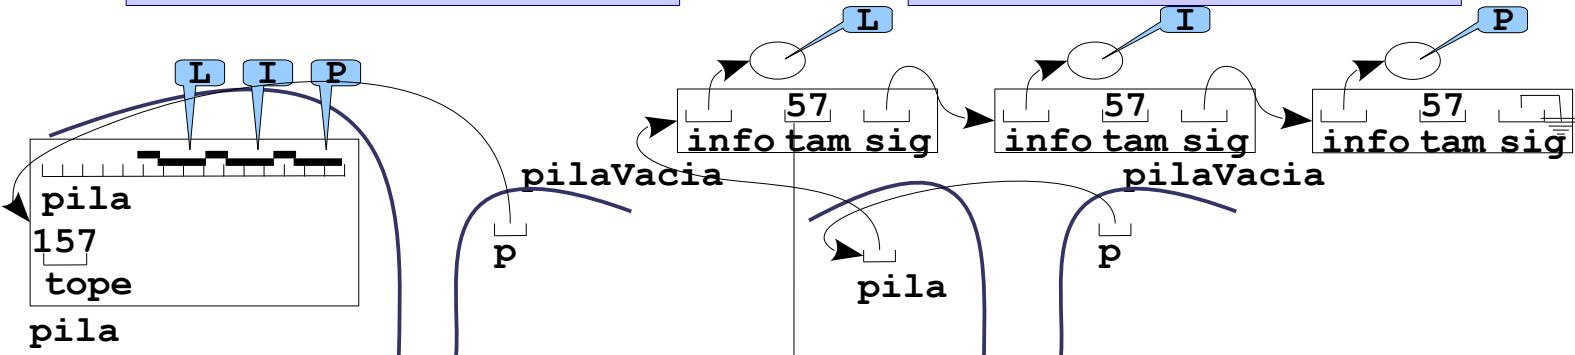 L I P
pila
157
tope
pila
pilaVacia
p
L I P
57 57 57
info tam sig info tam sig info tam sig
pilaVacia
pila
p